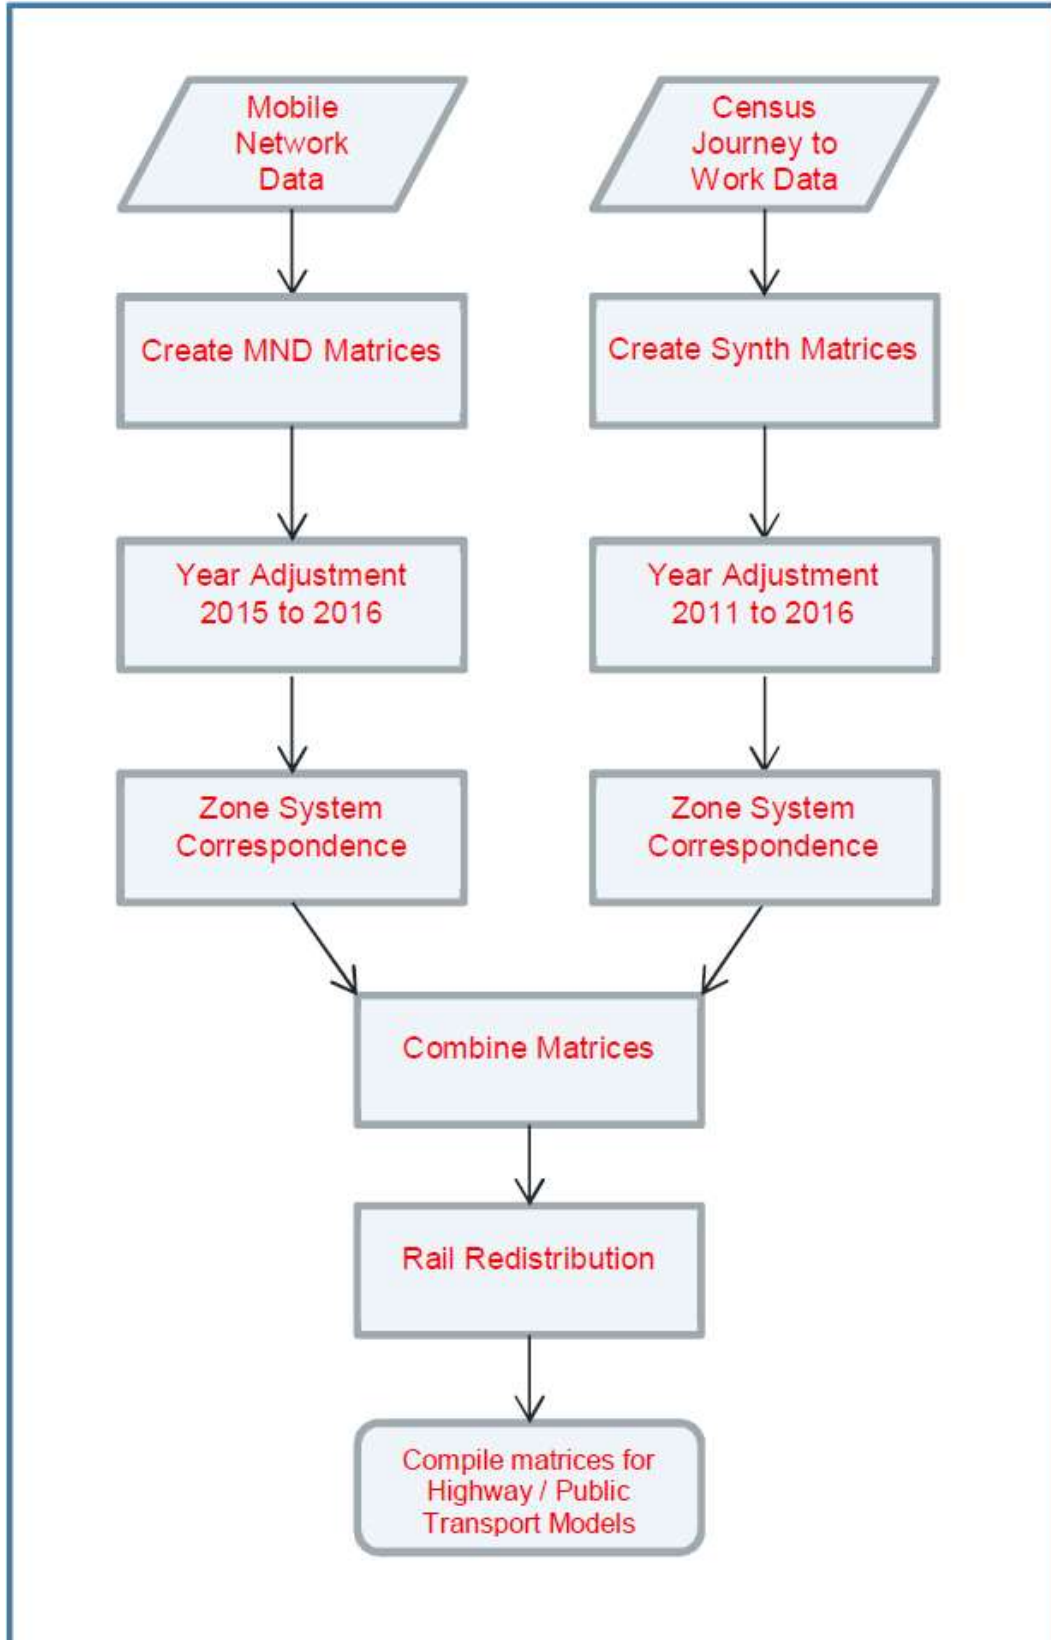 Mobile
Network
Data
Census
Journey to
Work Data
Create MND Matrices
Create Synth Matrices
Year Adjustment
2015 to 2016
Year Adjustment
2011 to 2016
Zone System
Correspondence
Zone System
Correspondence
Combine Matrices
Rail Redistribution
Compile matrices for
Highway / Public
Transport Models